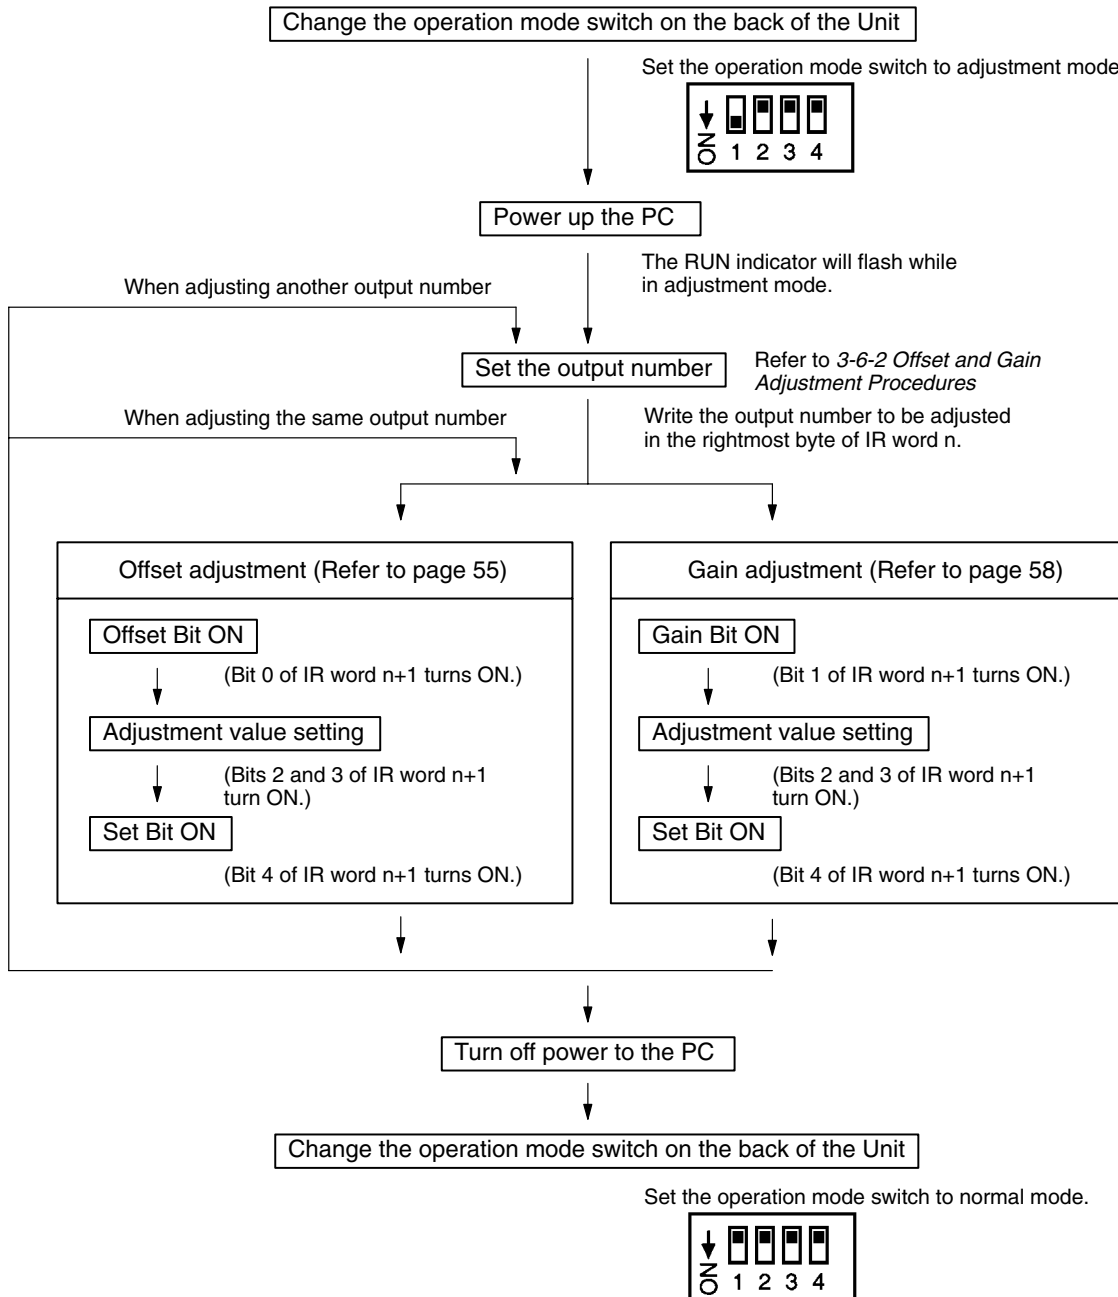 Change the operation mode switch on the back of the Unit
Set the operation mode switch to adjustment mode
ON
1 2 3 4
Power up the PC
The RUN indicator will flash while
in adjustment mode.
When adjusting another output number
Set the output number
Refer to 3-6-2 Offset and Gain
Adjustment Procedures
When adjusting the same output number
Write the output number to be adjusted
in the rightmost byte of IR word n.
Offset adjustment (Refer to page 55)
Offset Bit ON
(Bit 0 of IR word n+1 turns ON.)
Adjustment value setting
(Bits 2 and 3 of IR word n+1
turn ON.)
Set Bit ON
(Bit 4 of IR word n+1 turns ON.)
Gain adjustment (Refer to page 58)
Gain Bit ON
(Bit 1 of IR word n+1 turns ON.)
Adjustment value setting
(Bits 2 and 3 of IR word n+1
turn ON.)
Set Bit ON
(Bit 4 of IR word n+1 turns ON.)
Turn off power to the PC
Change the operation mode switch on the back of the Unit
Set the operation mode switch to normal mode.
ON
1 2 3 4